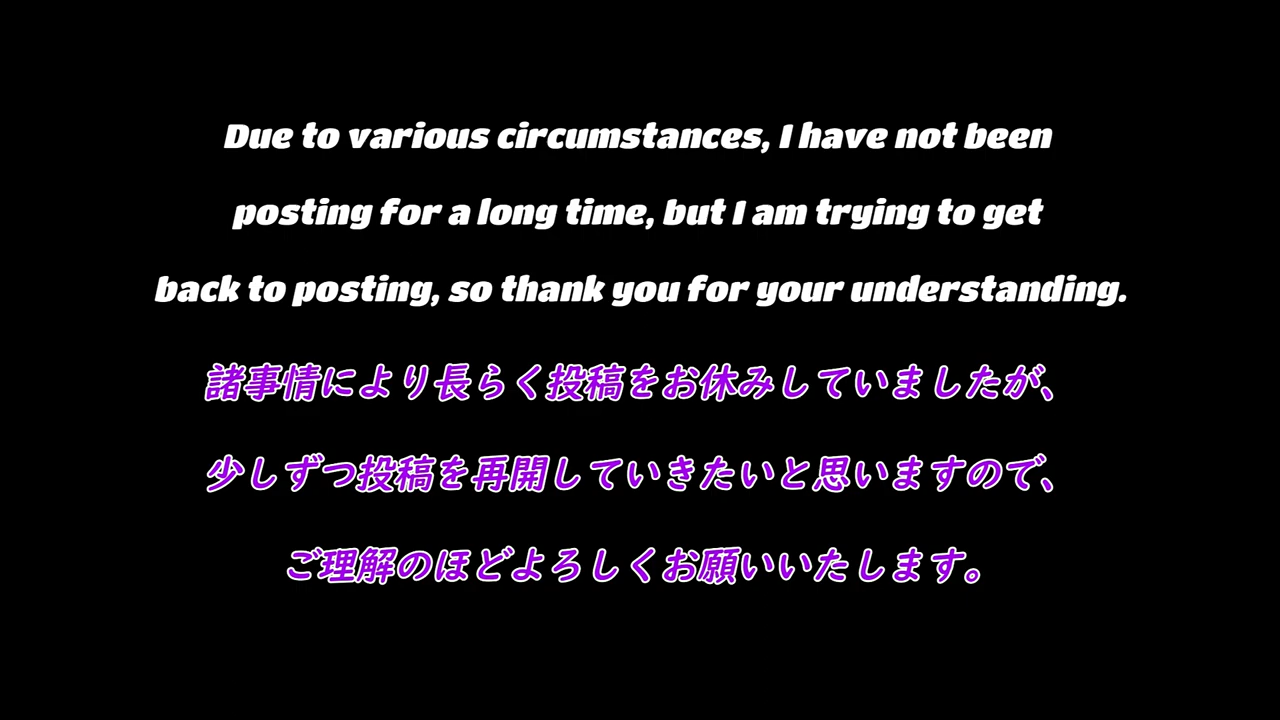 Due to various circumstances, I have not been
posting for a long time, but I am trying to get
back to posting, so thank you for your understanding.
諸事情により長らく投稿をお休みしていましたが、
少しずつ投稿を再開していきたいと思いますので、
ご理解のほどよろしくお願いいたします。